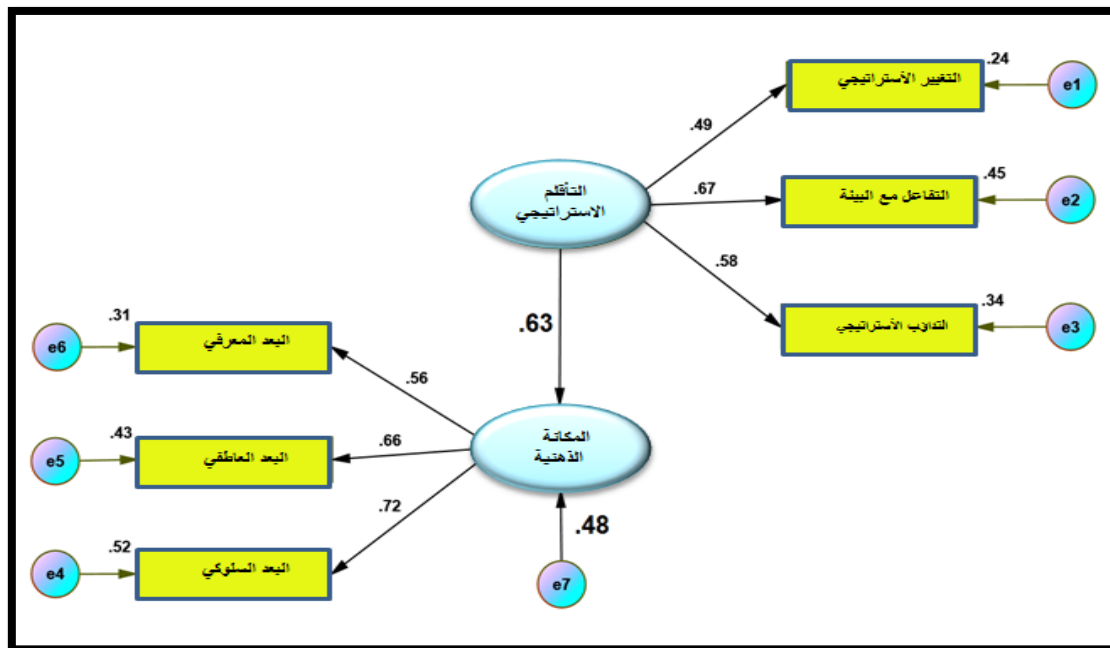 .24
التغيير الأستراتيجي
e1
.49
التأقلم
الاستراتيجي
.67
.45
التفاعل مع البيئة
e2
.58
.34
التداؤب الأستراتيجي
e3
.63
.31
البعد المعرفي
e6
.56
.43
البعد العاطفي
e5
.66
المكانة
الذهنية
.72
.52
البعد السلوكي
e4
.48
e7